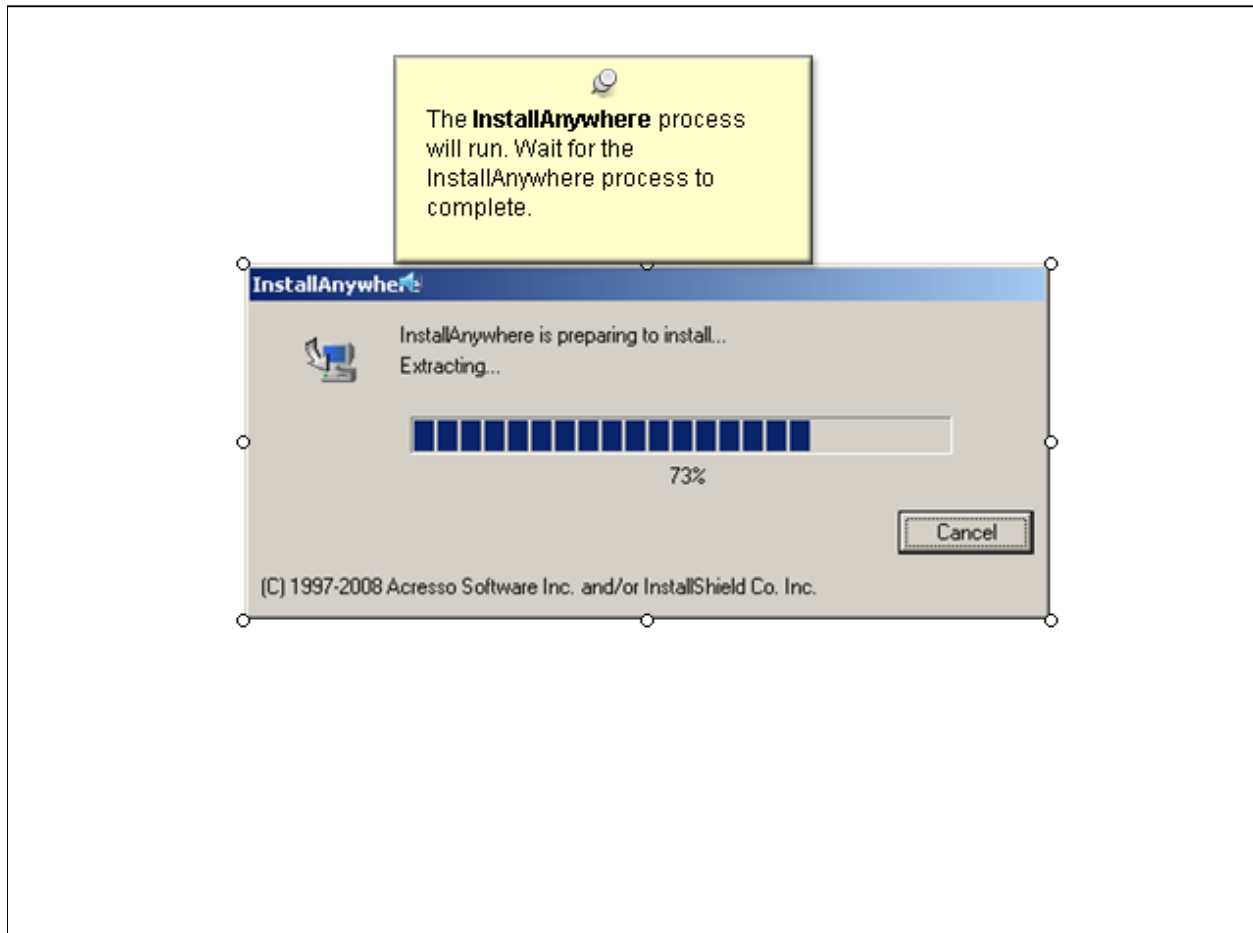 The InstallAnywhere process
will run. Wait for the
InstallAnywhere process to
complete.
InstallAnywhere
InstallAnywhere is preparing to install...
Extracting...
73%
Cancel
(C) 1997-2008 Acresso Software Inc. and/or InstallShield Co. Inc.